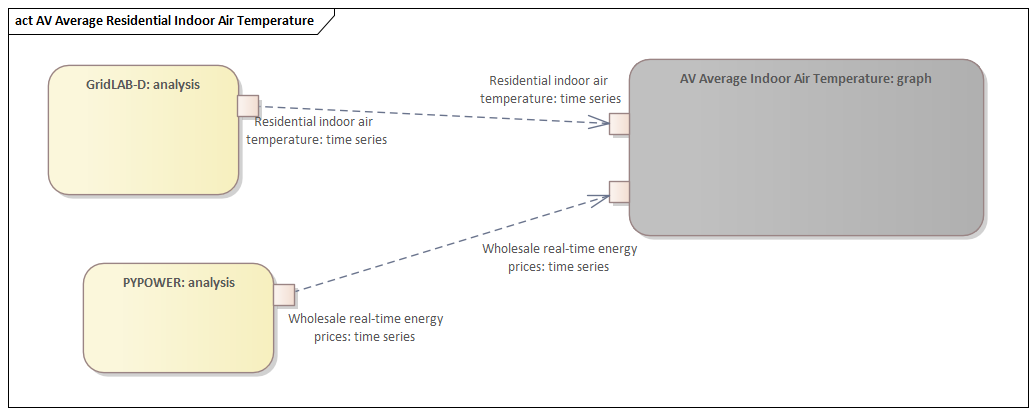 act AV Average Residential Indoor Air Temperature
GridLAB-D: analysis
Residential indoor air
temperature: time series
Residential indoor air
temperature: time series
AV Average Indoor Air Temperature: graph
PYPOWER: analysis
Wholesale real-time energy
prices: time series
Wholesale real-time energy
prices: time series